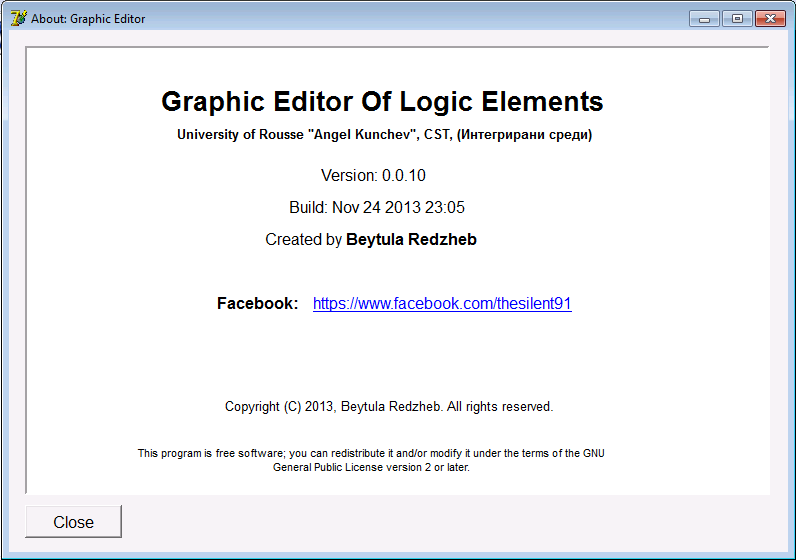 About: Graphic Editor
Graphic Editor Of Logic Elements
University of Rousse "Angel Kunchev", CST, (Интегрирани среди)
Version: 0.0.10
Build: Nov 24 2013 23:05
Created by Beytula Redzheb
Facebook: https://www.facebook.com/thesilent91
Copyright (C) 2013, Beytula Redzheb. All rights reserved.
This program is free software; you can redistribute it and/or modify it under the terms of the GNU
General Public License version 2 or later.
Close